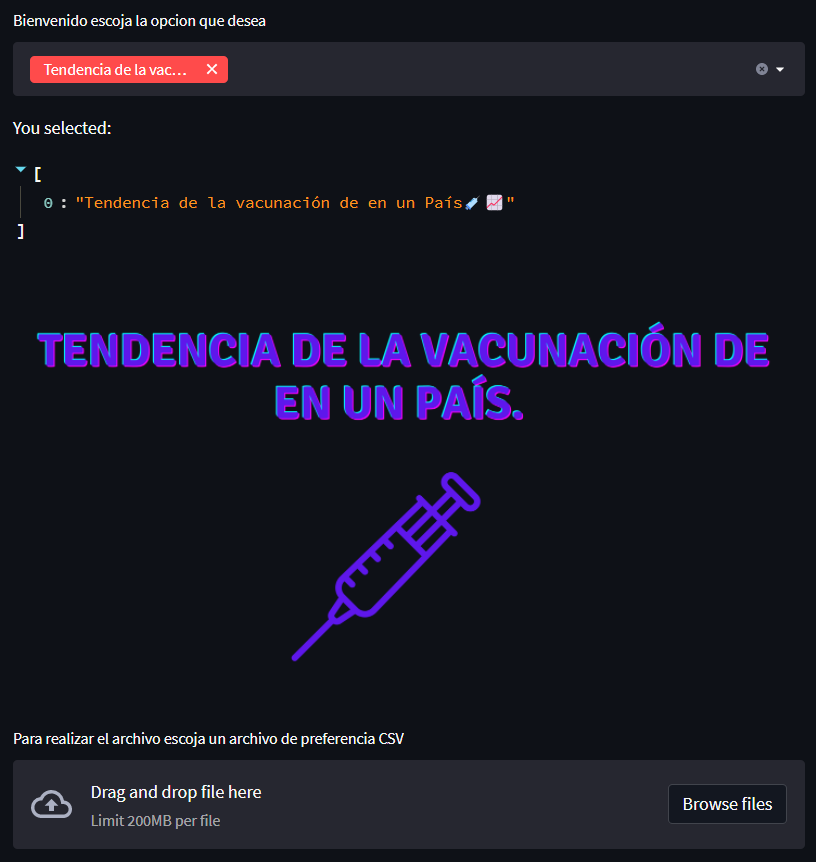 Bienvenido escoja la opcion que desea
Tendencia de la vac...
You selected:
[
0 : "Tendencia de la vacunación de en un País💉📈"
]
TENDENCIA DE LA VACUNACIÓN DE
EN UN PAÍS.
Para realizar el archivo escoja un archivo de preferencia CSV
Drag and drop file here
Limit 200MB per file
Browse files